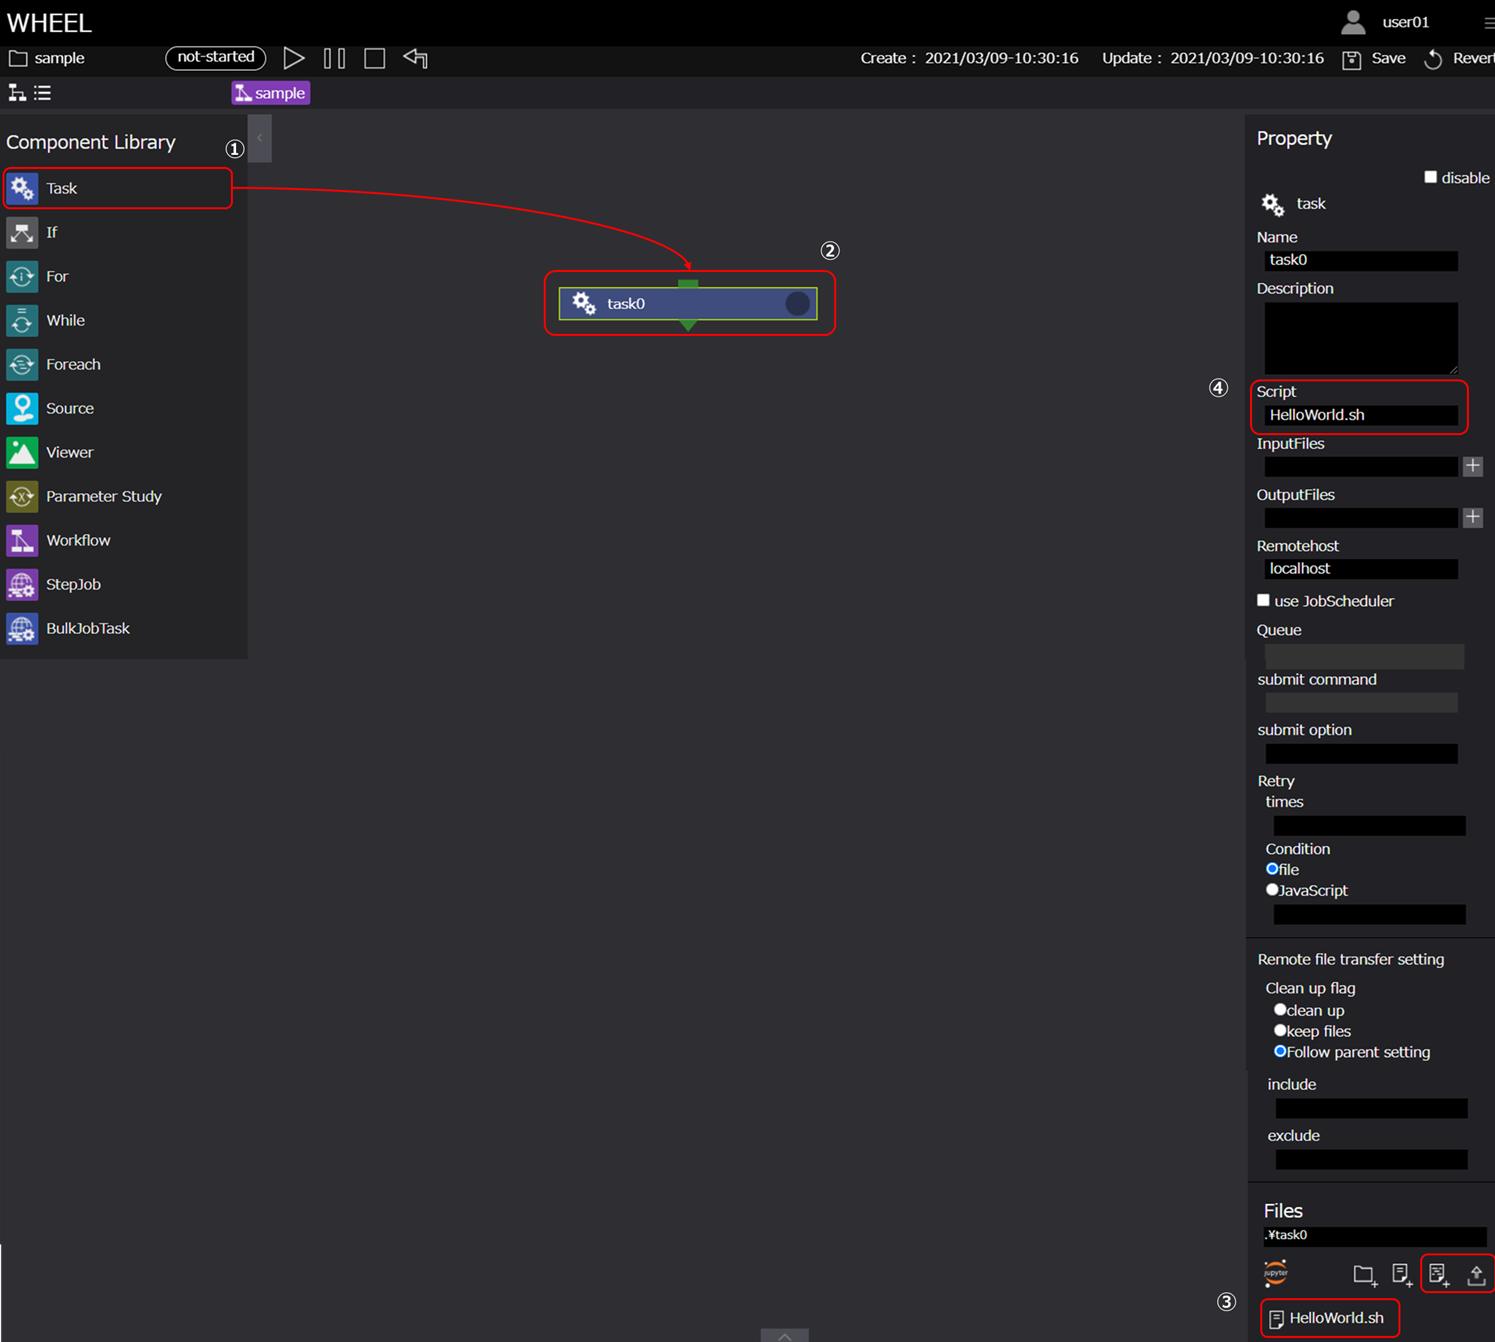 WHEEL
user01
sample
not-started
Create : 2021/03/09-10:30:16
Update : 2021/03/09-10:30:16
Save
Revert
sample
Component Library
①
Task
If
For
While
Foreach
Source
Viewer
Parameter Study
Workflow
StepJob
BulkJobTask
②
task0
Property
disable
task
Name
task0
Description
④
Script
HelloWorld.sh
InputFiles
OutputFiles
Remotehost
localhost
use JobScheduler
Queue
submit command
submit option
Retry
times
Condition
file
JavaScript
Remote file transfer setting
Clean up flag
clean up
keep files
Follow parent setting
include
exclude
Files
.¥task0
jupyter
③
HelloWorld.sh